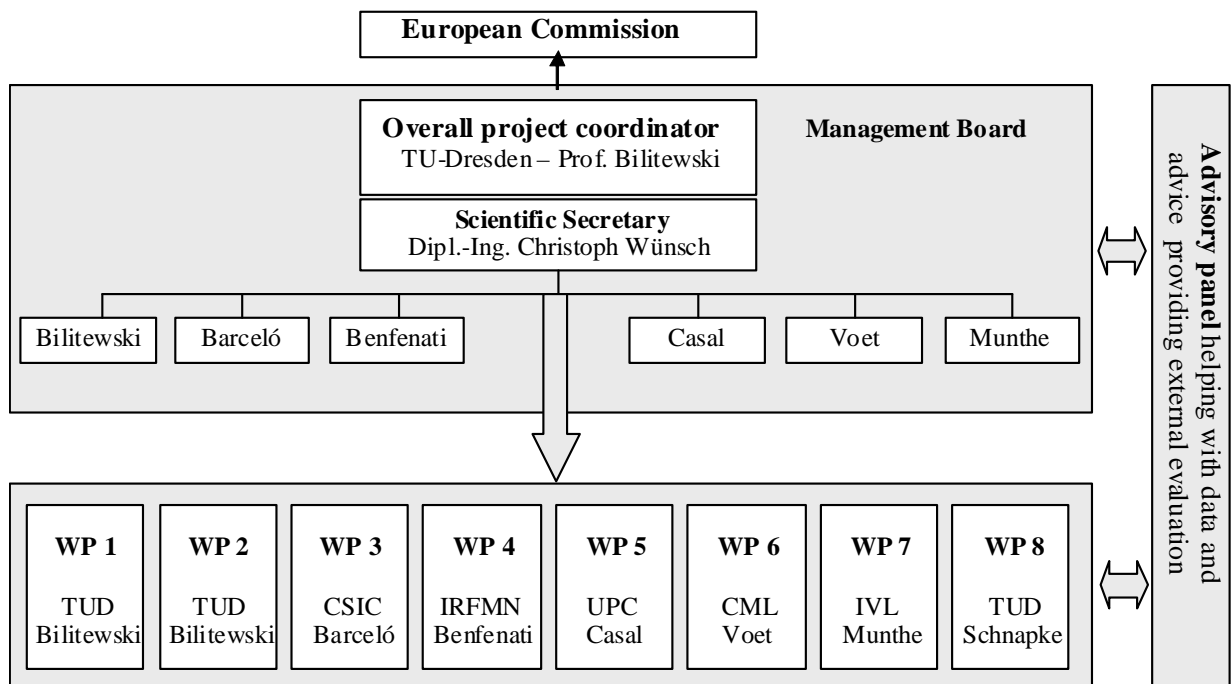 European Commission
Overall project coordinator
TU-Dresden – Prof. Bilitewski
Management Board
Scientific Secretary
Dipl.-Ing. Christoph Wünsch
Bilitewski
Barceló
Benfenati
Casal
Voet
Munthe
Advisory panel helping with data and
advice providing external evaluation
WP 1
TUD
Bilitewski
WP 2
TUD
Bilitewski
WP 3
CSIC
Barceló
WP 4
IRFMN
Benfenati
WP 5
UPC
Casal
WP 6
CML
Voet
WP 7
IVL
Munthe
WP 8
TUD
Schnapke